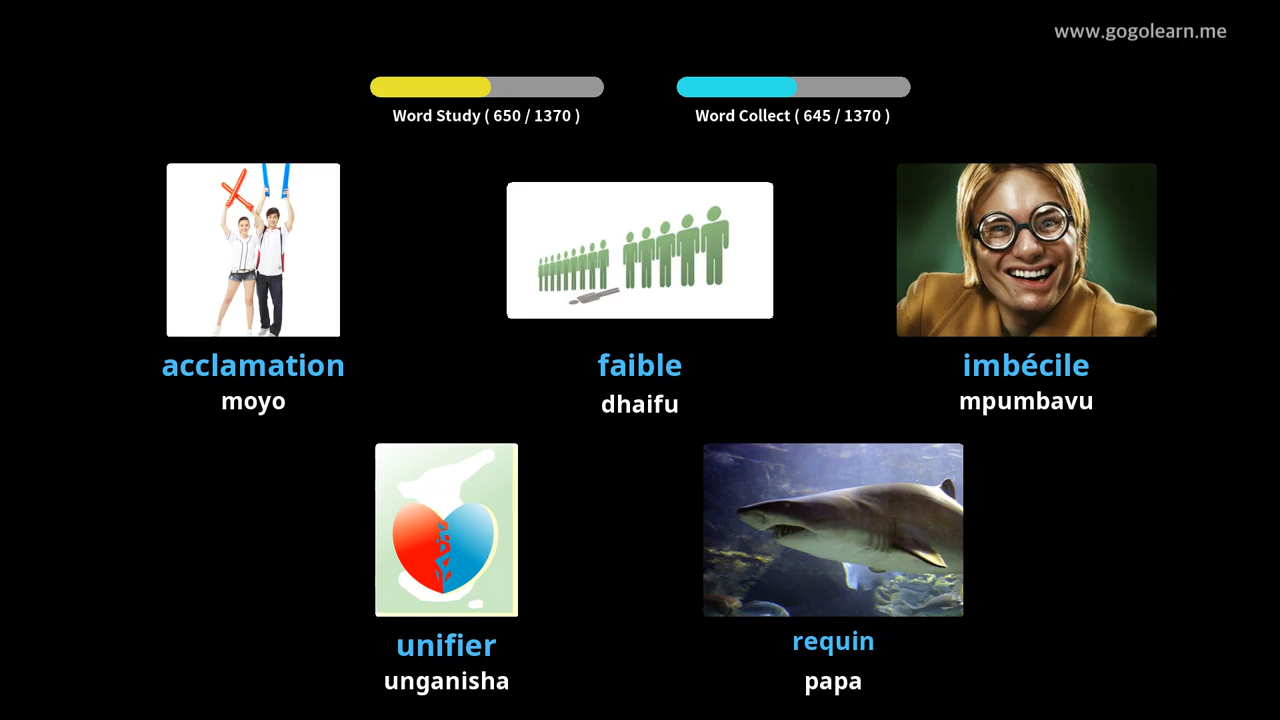 www.gogolearn.me
Word Study ( 650 / 1370 )
Word Collect ( 645 / 1370 )
acclamation
moyo
faible
dhaifu
imbécile
mpumbavu
unifier
unganisha
requin
papa